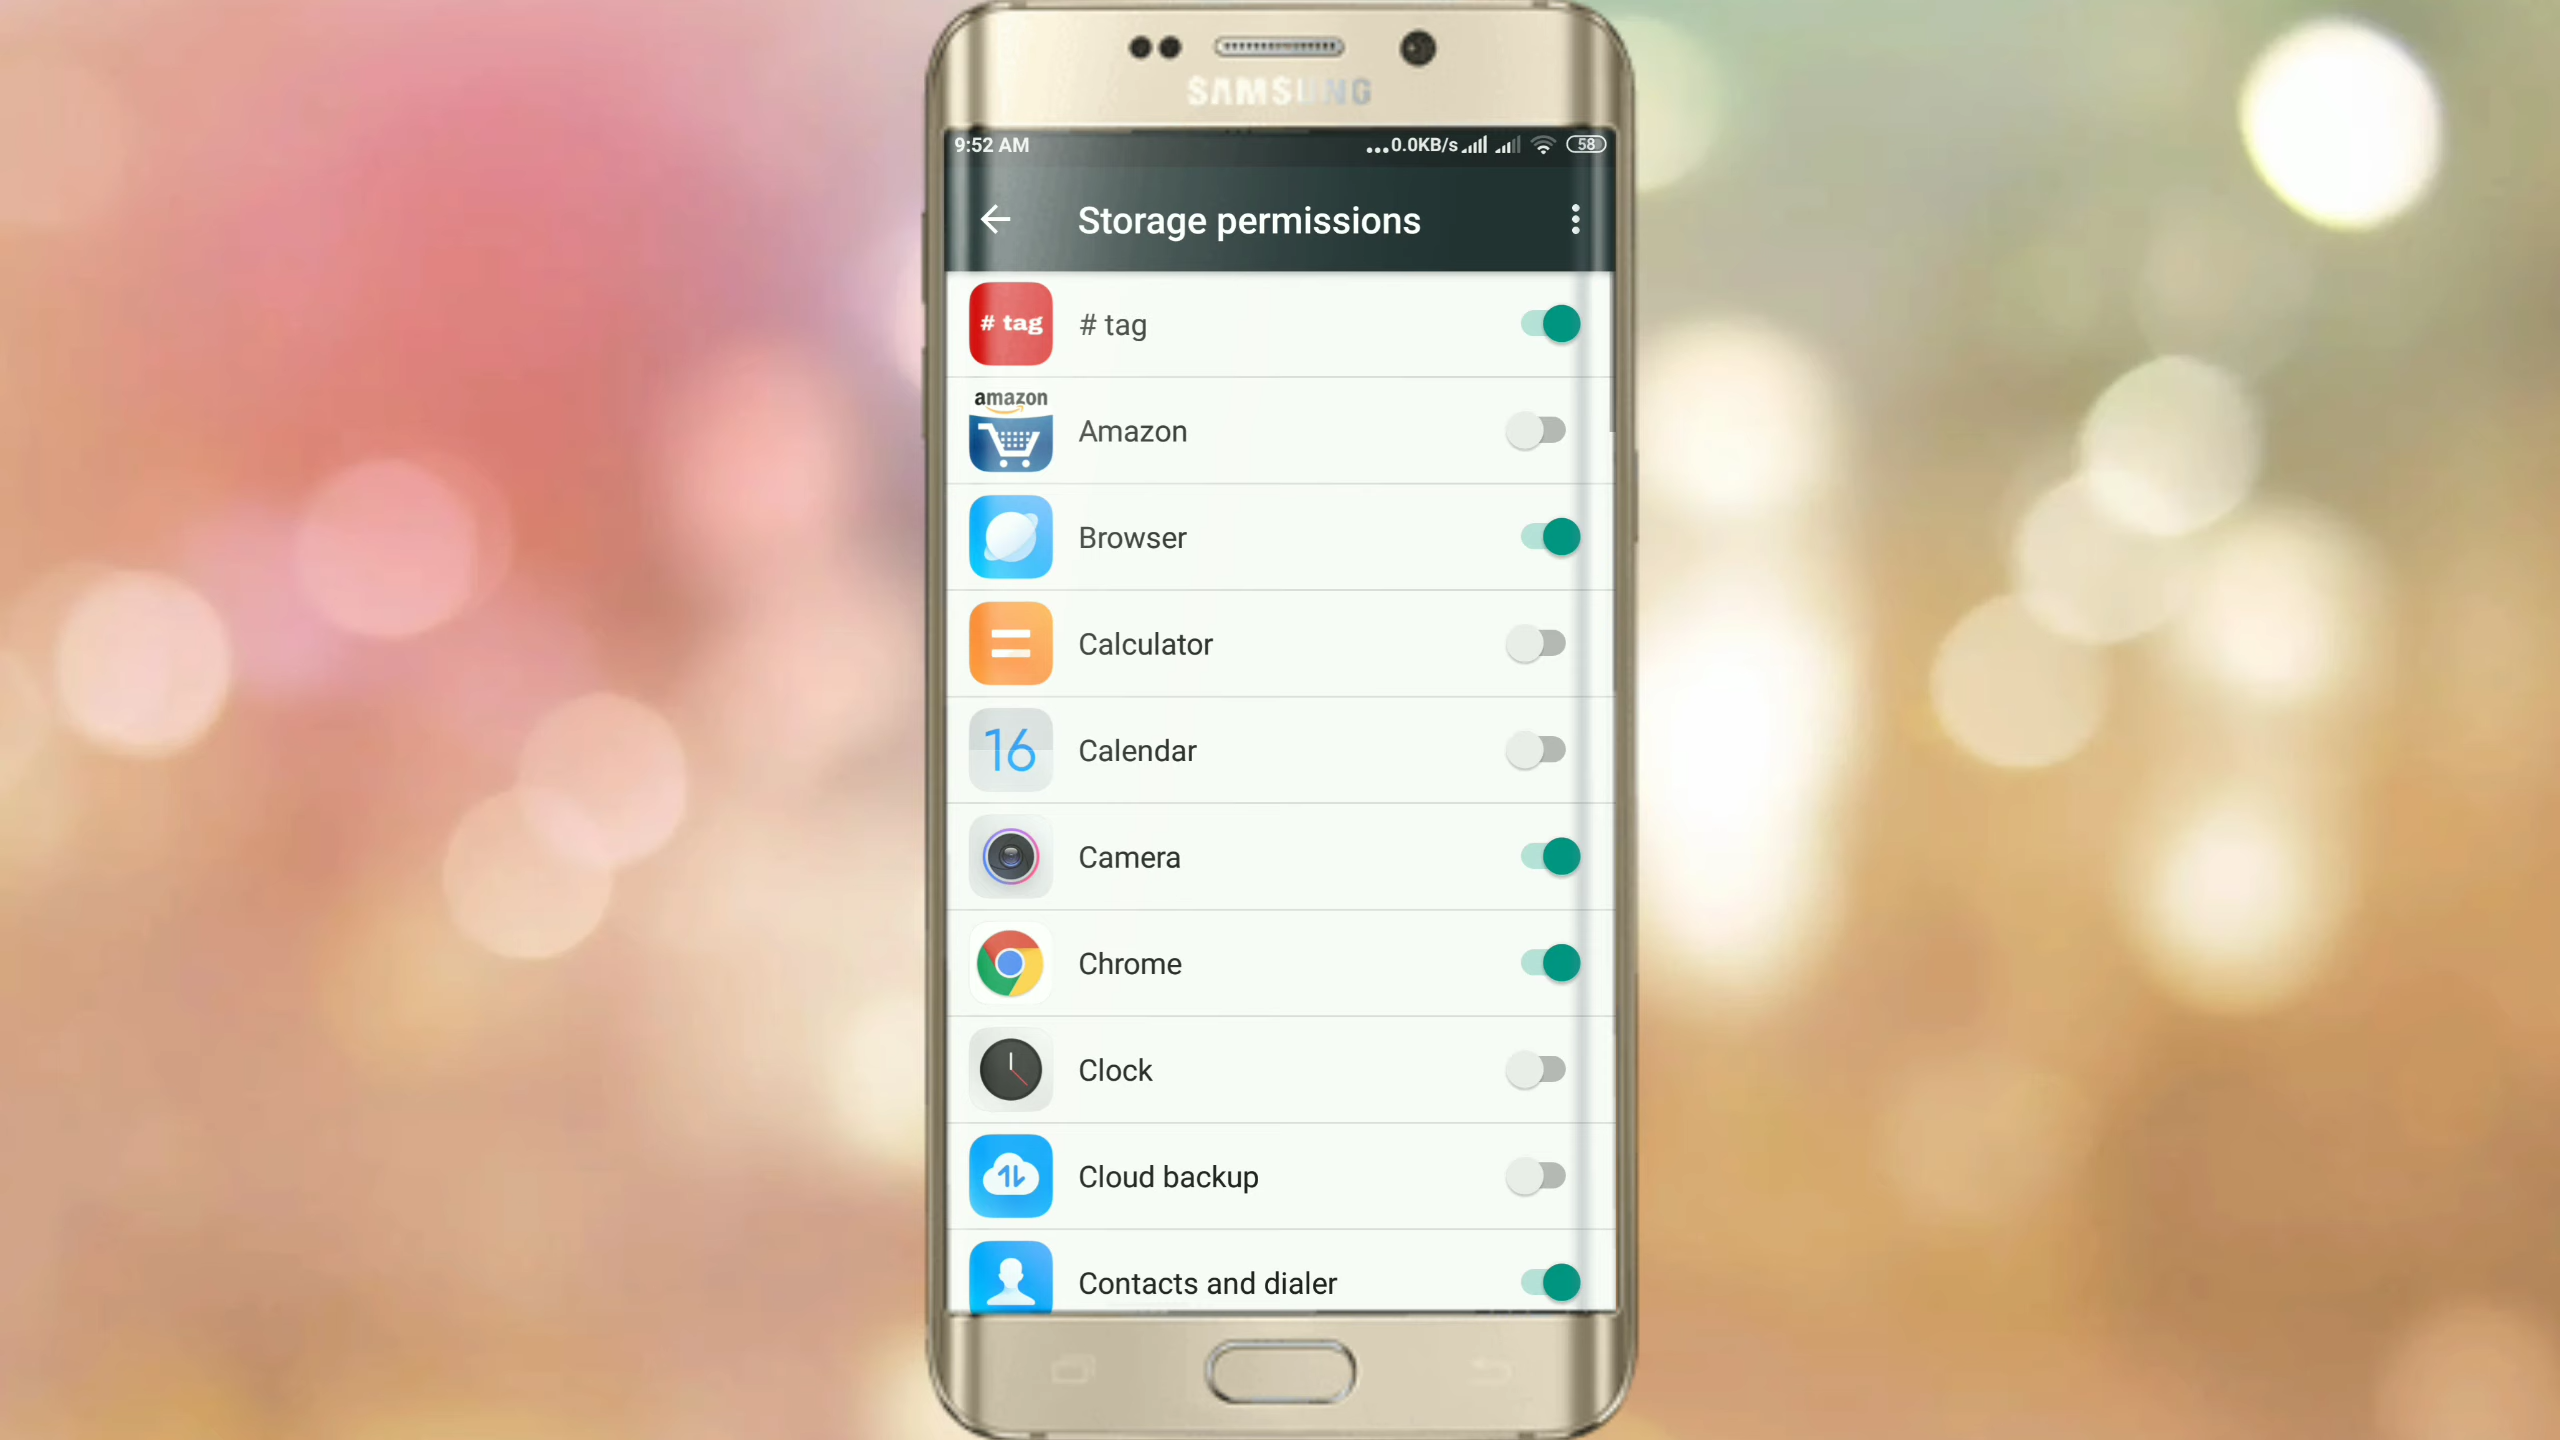 SAMSUNG
9:52 AM
...0.0KB/s
58
Storage permissions
# tag
# tag
amazon
Amazon
Browser
Calculator
16
Calendar
Camera
Chrome
Clock
Cloud backup
Contacts and dialer